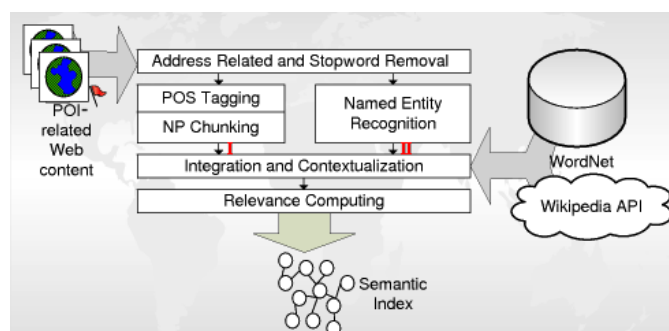 Address Related and Stopword Removal
POS Tagging
NP Chunking
Named Entity
Recognition
POI-
related
Web
content
I
II
Integration and Contextualization
WordNet
Relevance Computing
Wikipedia API
Semantic
Index